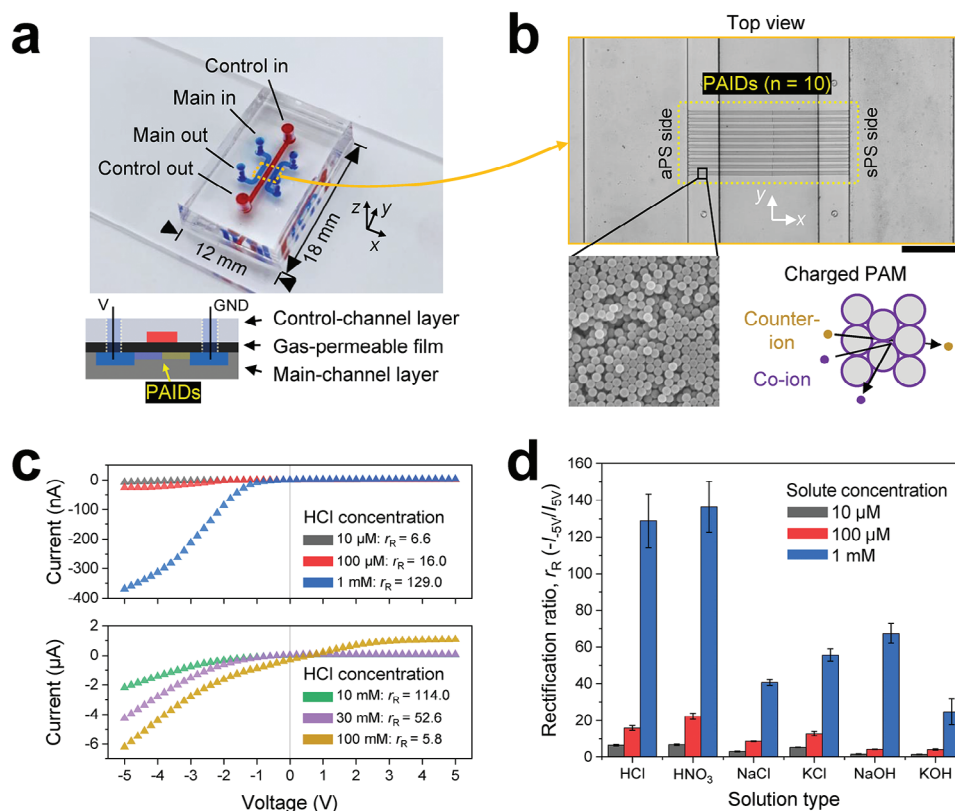 a
Control in
Main in
Main out
Control out
z
y
x
12 mm
18 mm
V
GND
Control-channel layer
Gas-permeable film
Main-channel layer
PAIDs
b
Top view
PAIDs (n = 10)
aPS side
sPS side
y
x
Charged PAM
Counter-
ion
Co-ion
c
Current (nA)
0
-100
-200
-300
-400
HCl concentration
10 µM: rR = 6.6
100 µM: rR = 16.0
1 mM: rR = 129.0
Current (µA)
2
0
-2
-4
-6
HCl concentration
10 mM: rR = 114.0
30 mM: rR = 52.6
100 mM: rR = 5.8
-5 -4 -3 -2 -1 0 1 2 3 4 5
Voltage (V)
d
Rectification ratio, rR (-I-5V/I5V)
160
140
120
100
80
60
40
20
0
Solute concentration
10 µM
100 µM
1 mM
HCl HNO3 NaCl KCl NaOH KOH
Solution type